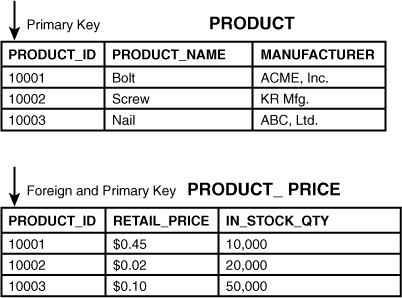 Primary Key PRODUCT
PRODUCT_ID PRODUCT_NAME MANUFACTURER
10001 Bolt ACME, Inc.
10002 Screw KR Mfg.
10003 Nail ABC, Ltd.
Foreign and Primary Key PRODUCT_ PRICE
PRODUCT_ID RETAIL_PRICE IN_STOCK_QTY
10001 $0.45 10,000
10002 $0.02 20,000
10003 $0.10 50,000